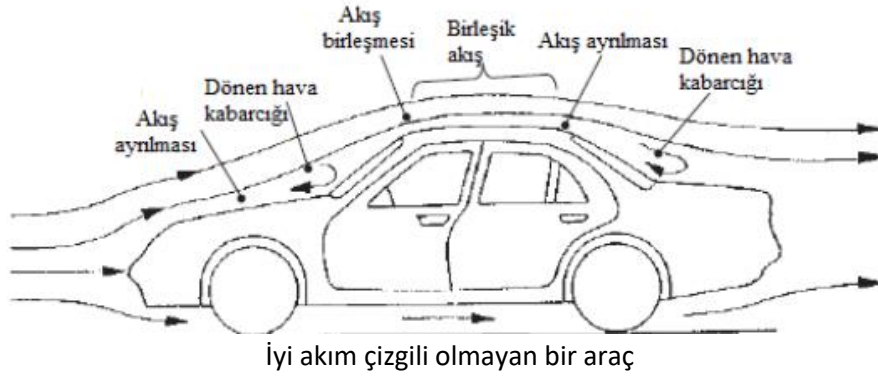 Akış
birleşmesi
Birleşik
akış
Akış ayrılması
Dönen hava
kabarcığı
Dönen hava
kabarcığı
Akış
ayrılması
İyi akım çizgili olmayan bir araç